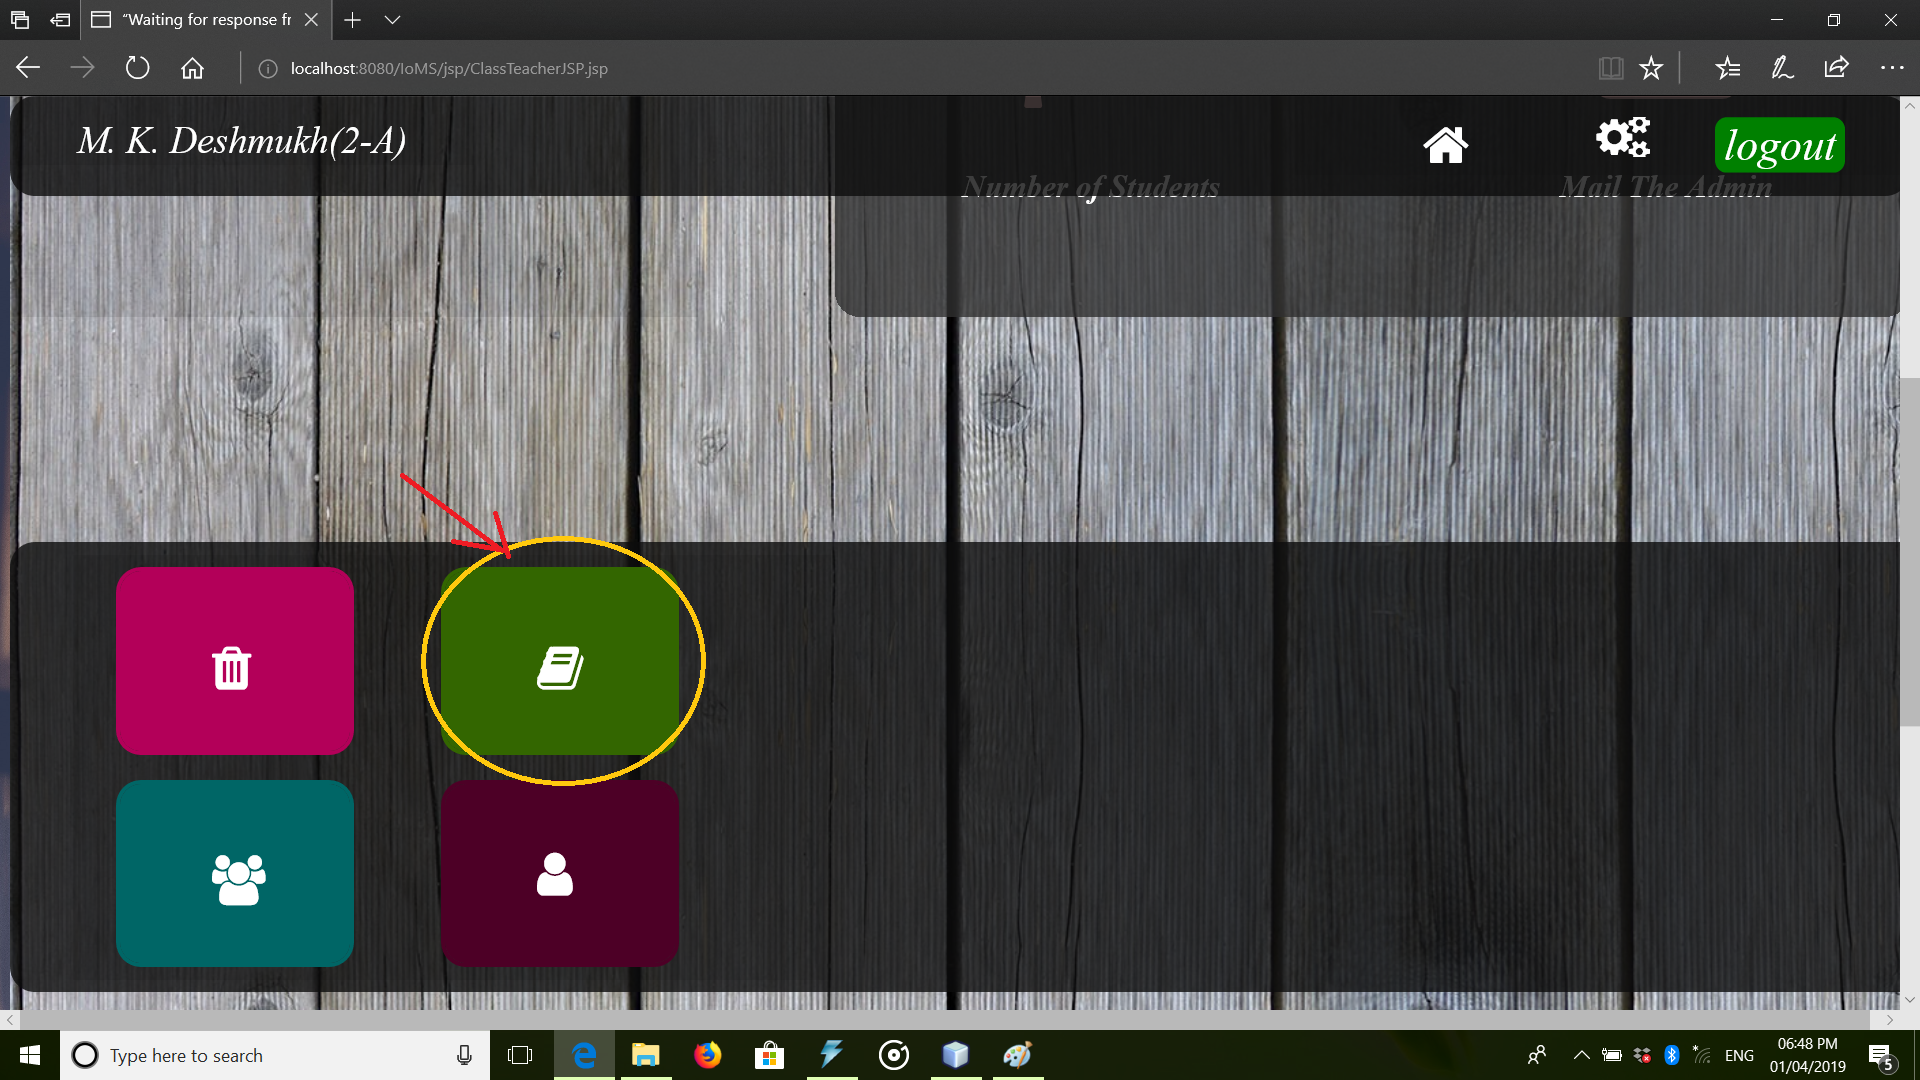 “Waiting for response fr
localhost:8080/IoMS/jsp/ClassTeacherJSP.jsp
M. K. Deshmukh(2-A)
logout
Number of Students
Mail The Admin
Type here to search
ENG
06:48 PM
01/04/2019
5